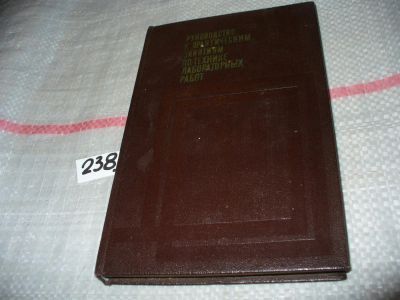 РУКОВОДСТВО
К ПРАКТИЧЕСКИМ
ЗАНЯТИЯМ
ПО ТЕХНИКЕ
ЛАБОРАТОРНЫХ
РАБОТ
238